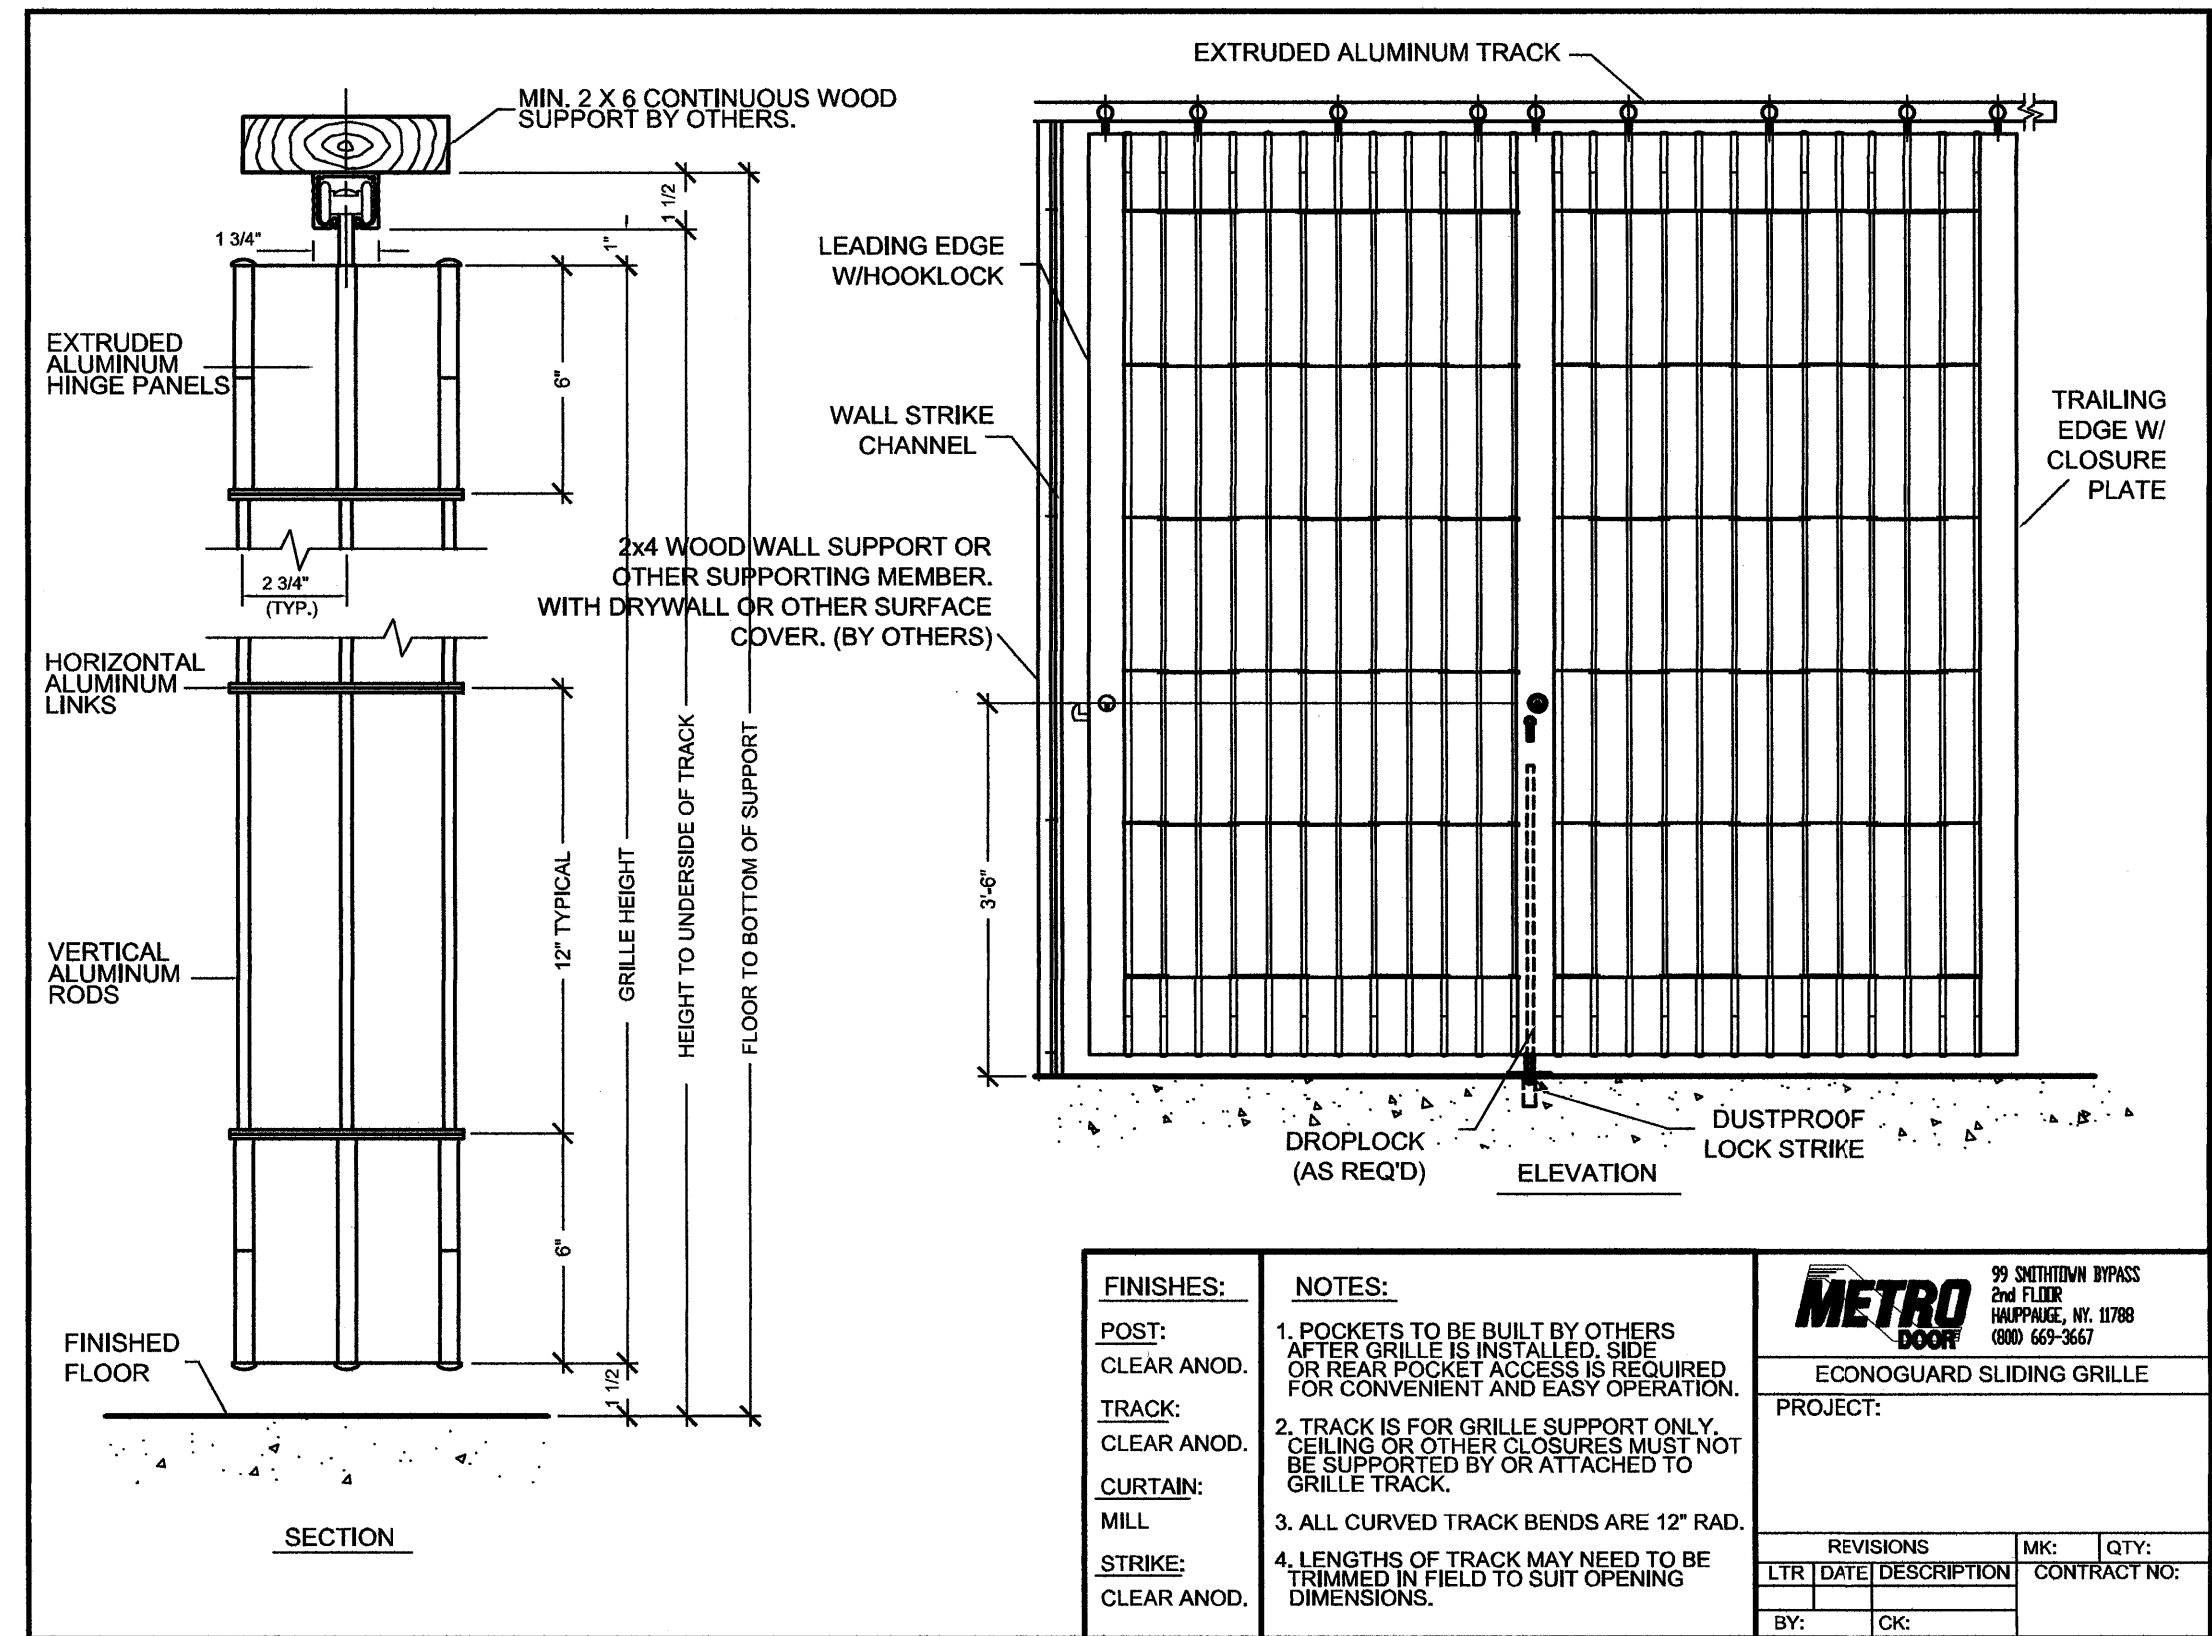 EXTRUDED ALUMINUM TRACK
MIN. 2 X 6 CONTINUOUS WOOD
SUPPORT BY OTHERS.
1 1/2
1 3/4"
1"
EXTRUDED
ALUMINUM
HINGE PANELS
6"
2 3/4"
(TYP.)
HORIZONTAL
ALUMINUM
LINKS
VERTICAL
ALUMINUM
RODS
12" TYPICAL
GRILLE HEIGHT
HEIGHT TO UNDERSIDE OF TRACK
FLOOR TO BOTTOM OF SUPPORT
6"
1 1/2
FINISHED
FLOOR
SECTION
LEADING EDGE
W/HOOKLOCK
WALL STRIKE
CHANNEL
2x4 WOOD WALL SUPPORT OR
OTHER SUPPORTING MEMBER.
WITH DRYWALL OR OTHER SURFACE
COVER. (BY OTHERS)
3'-6"
TRAILING
EDGE W/
CLOSURE
PLATE
DROPLOCK
(AS REQ'D)
DUSTPROOF
LOCK STRIKE
ELEVATION
FINISHES:
POST:
CLEAR ANOD.
TRACK:
CLEAR ANOD.
CURTAIN:
MILL
STRIKE:
CLEAR ANOD.
NOTES:
1. POCKETS TO BE BUILT BY OTHERS
AFTER GRILLE IS INSTALLED. SIDE
OR REAR POCKET ACCESS IS REQUIRED
FOR CONVENIENT AND EASY OPERATION.
2. TRACK IS FOR GRILLE SUPPORT ONLY.
CEILING OR OTHER CLOSURES MUST NOT
BE SUPPORTED BY OR ATTACHED TO
GRILLE TRACK.
3. ALL CURVED TRACK BENDS ARE 12" RAD.
4. LENGTHS OF TRACK MAY NEED TO BE
TRIMMED IN FIELD TO SUIT OPENING
DIMENSIONS.
METRO
DOOR
99 SMITHTOWN BYPASS
2nd FLOOR
HAUPPAUGE, NY. 11788
(800) 669-3667
ECONOGUARD SLIDING GRILLE
PROJECT:
REVISIONS
MK: QTY:
LTR DATE DESCRIPTION CONTRACT NO:
BY: CK: